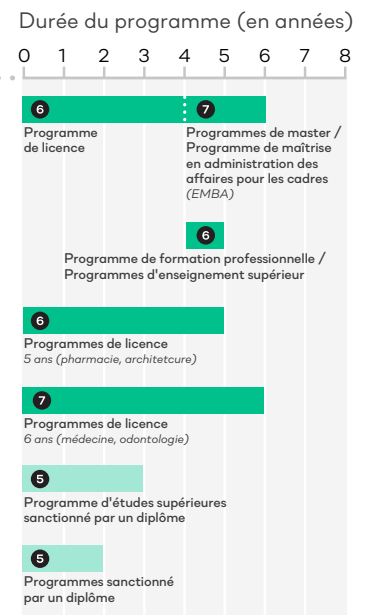 Durée du programme (en années)
0 1 2 3 4 5 6 7 8
6 7
Programme
de licence
Programmes de master /
Programme de maîtrise
en administration des
affaires pour les cadres
(EMBA)
6
Programme de formation professionnelle /
Programmes d'enseignement supérieur
6
Programmes de licence
5 ans (pharmacie, architetcure)
7
Programmes de licence
6 ans (médecine, odontologie)
5
Programme d'études supérieures
sanctionné par un diplôme
5
Programmes sanctionné
par un diplôme